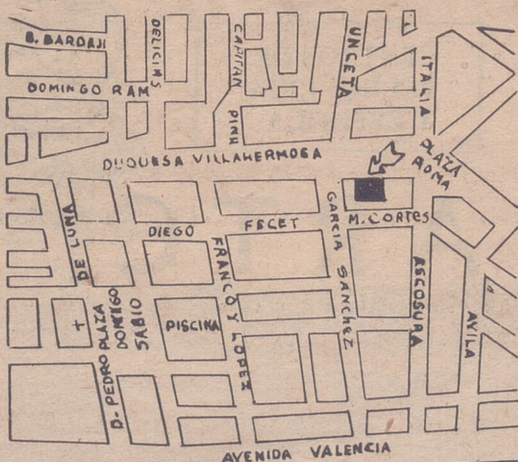 B. BARDAJI
DELICIAS
CAPITAN
PINA
UNCETA
ITALIA
DOMINGO RAM
DUQUESA VILLAHERMOSA
PLAZA
ROMA
DE LUNA
DIEGO
FECET
M. CORTES
GARCIA SANCHEZ
FRANCO Y LOPEZ
ASCOSURA
AVILA
D. PEDRO
PLAZA
DOMINGO
SABIO
PISCINA
AVENIDA VALENCIA